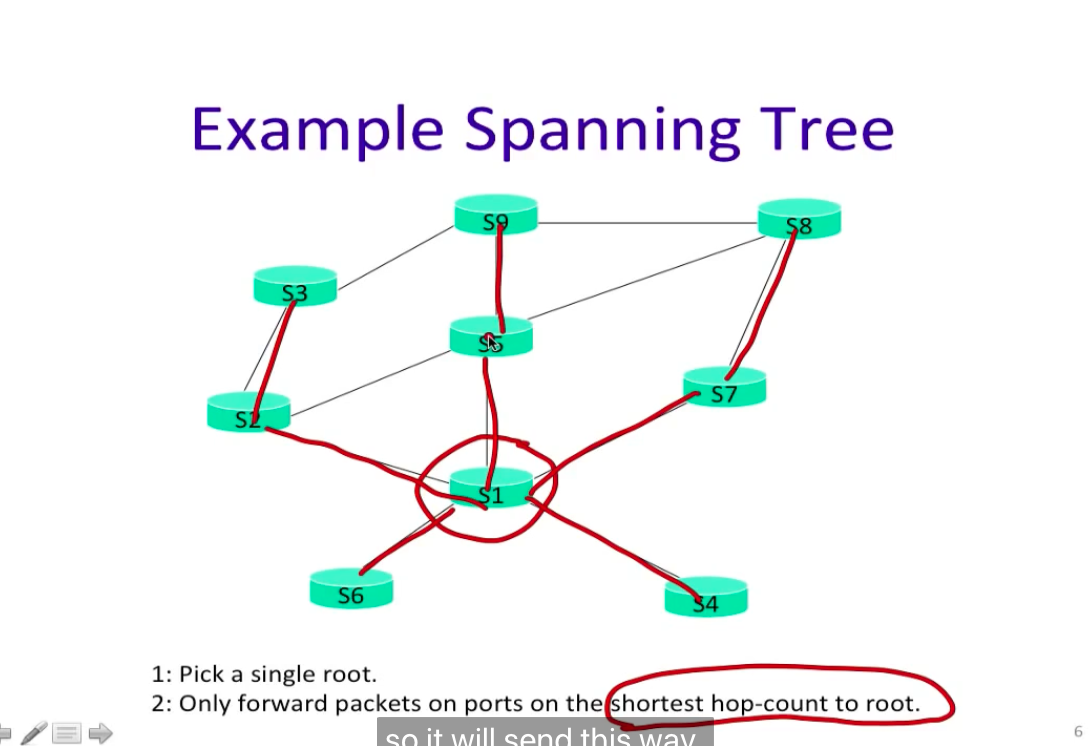 Example Spanning Tree
S9
S8
S3
S5
S7
S2
S1
S6
S4
1: Pick a single root.
2: Only forward packets on ports on the shortest hop-count to root.
so it will send this way
6